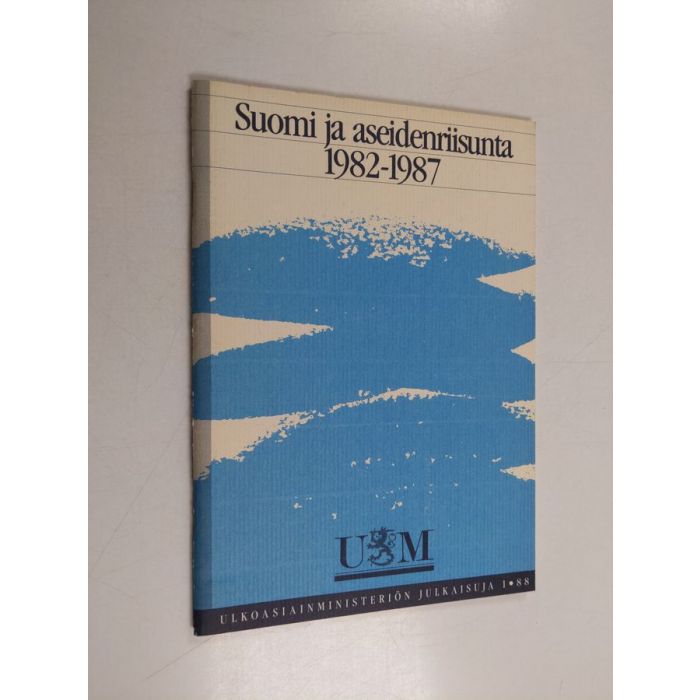 Suomi ja aseidenriisunta
1982-1987
UM
ULKOASIAINMINISTERIÖN JULKAISUJA 1•88